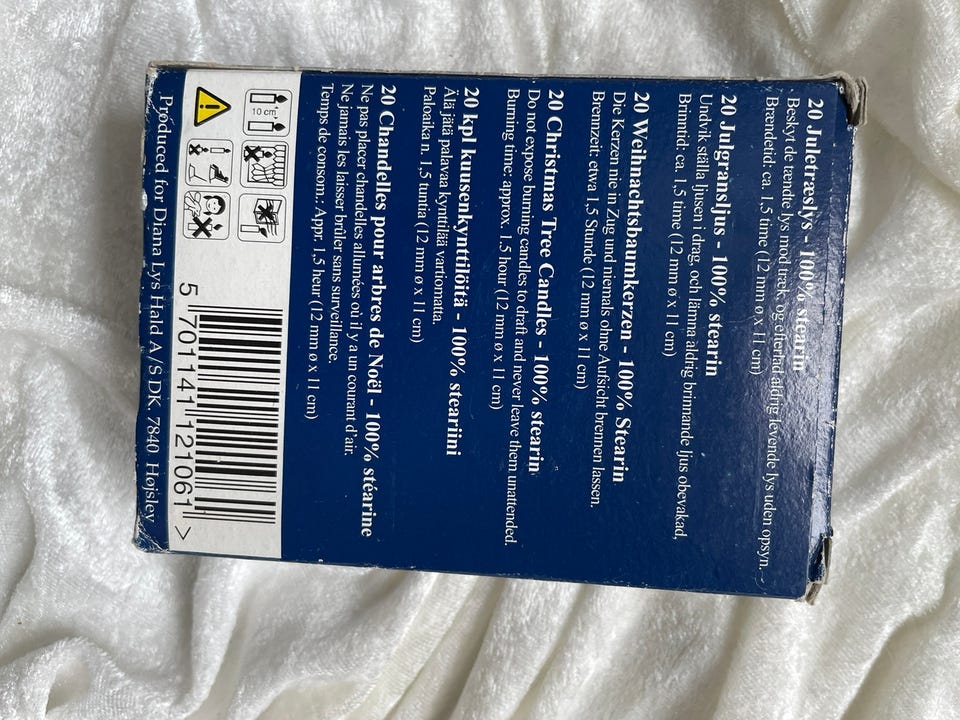 20 Juletræslys - 100% stearin
Beskyt de tændte lys mod træk og efterlad aldrig levende lys uden opsyn.
Brændetid: ca. 1,5 time (12 mm ø x 11 cm)
20 Julgransljus - 100% stearin
Undvik ställa ljusen i drag, och lämna aldrig brinnande ljus obevakad,
Brinntid: ca. 1,5 time (12 mm ø x 11 cm)
20 Weihnachtsbaumkerzen - 100% Stearin
Die Kerzen nie in Zug und niemals ohne Aufsicht brennen lassen.
Brennzeit: etwa 1,5 Stunde (12 mm ø x 11 cm)
20 Christmas Tree Candles - 100% stearin
Do not expose burning candles to draft and never leave them unattended.
Burning time: approx. 1,5 hour (12 mm ø x 11 cm)
20 kpl kuusenkynttilöitä - 100% steariini
Älä jätä palavaa kynttilää vartiomatta.
Paloaika n. 1,5 tuntia (12 mm ø x 11 cm)
20 Chandelles pour arbres de Noël - 100% stéarine
Ne pas placer chandelles allumées où il y a un courant d'air.
Ne jamais les laisser brûler sans surveillance.
Temps de consom.: Appr. 1,5 heur (12 mm ø x 11 cm)
10 cm
5 701141 121061 >
Produced for Diana Lys Hald A/S DK. 7840 Højslev